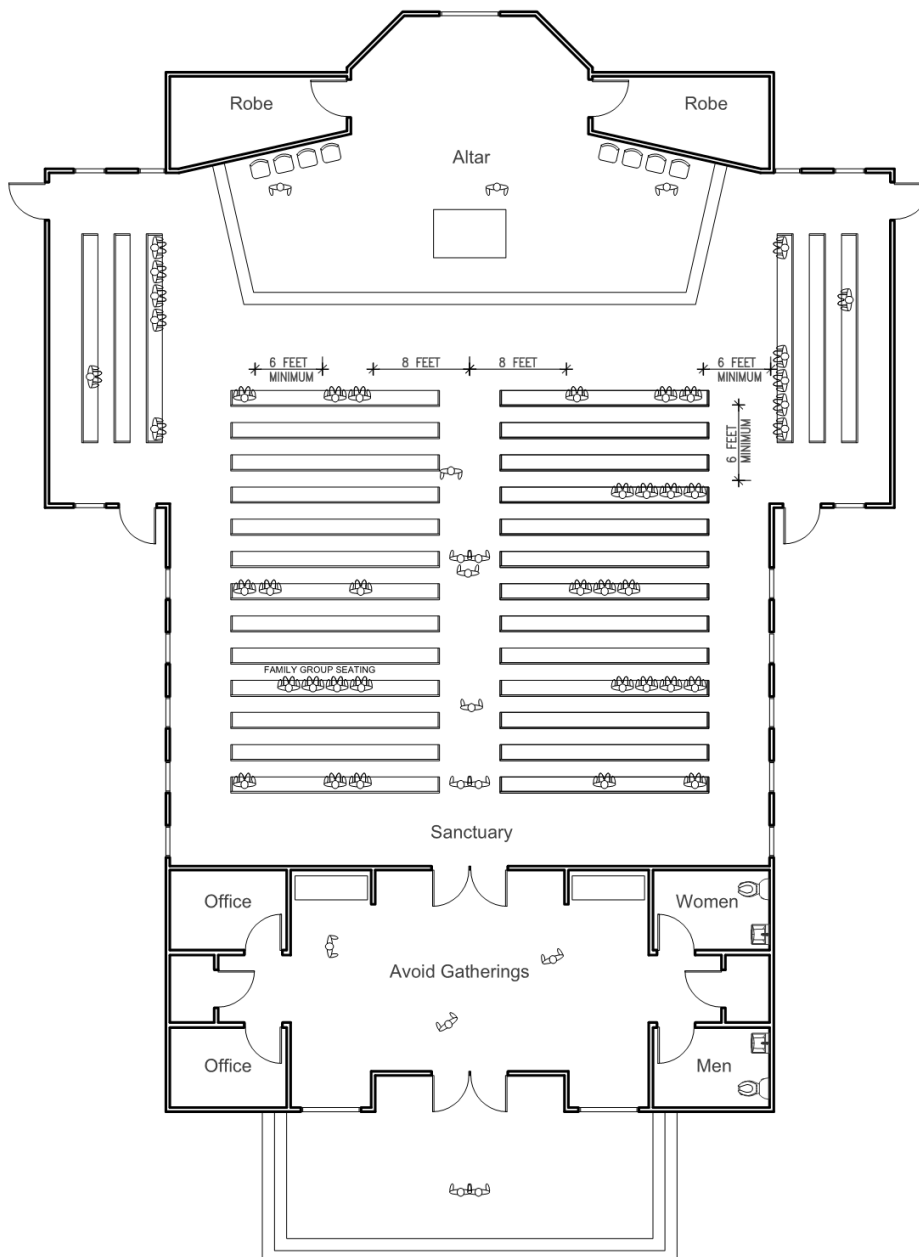 Robe
Robe
Altar
6 FEET
MINIMUM
8 FEET
8 FEET
6 FEET
MINIMUM
6 FEET
MINIMUM
FAMILY GROUP SEATING
Sanctuary
Office
Women
Avoid Gatherings
Office
Men